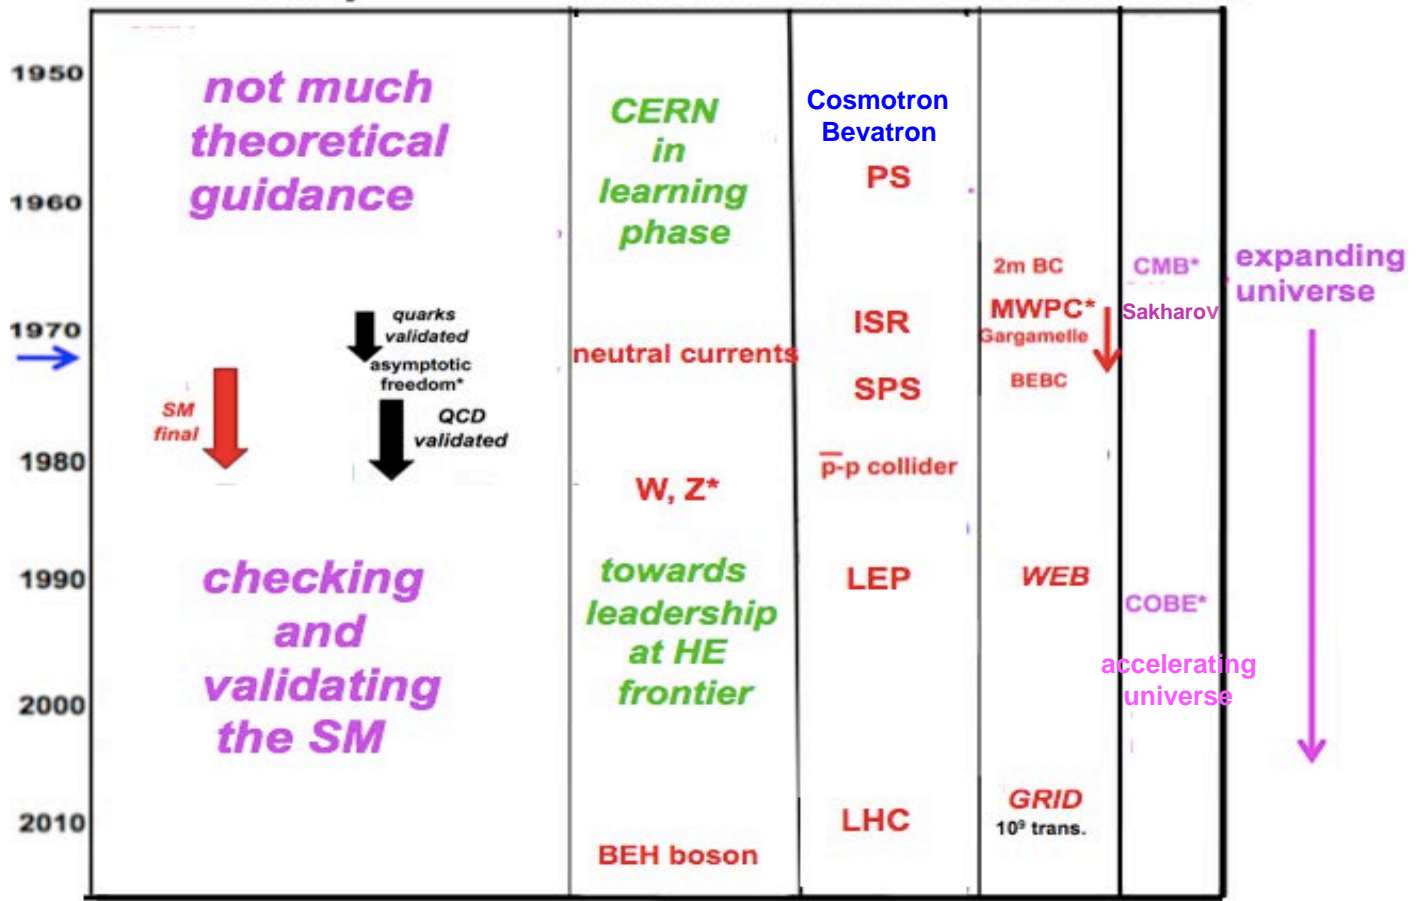 1950
1960
1970
1980
1990
2000
2010
not much
theoretical
guidance
quarks
validated
asymptotic
freedom*
SM
final
QCD
validated
checking
and
validating
the SM
CERN
in
learning
phase
neutral currents
W, Z*
towards
leadership
at HE
frontier
BEH boson
Cosmotron
Bevatron
PS
ISR
SPS
p̅-p collider
LEP
LHC
2m BC
MWPC*
Gargamelle
BEBC
WEB
GRID
10⁹ trans.
CMB*
Sakharov
COBE*
accelerating
universe
expanding
universe